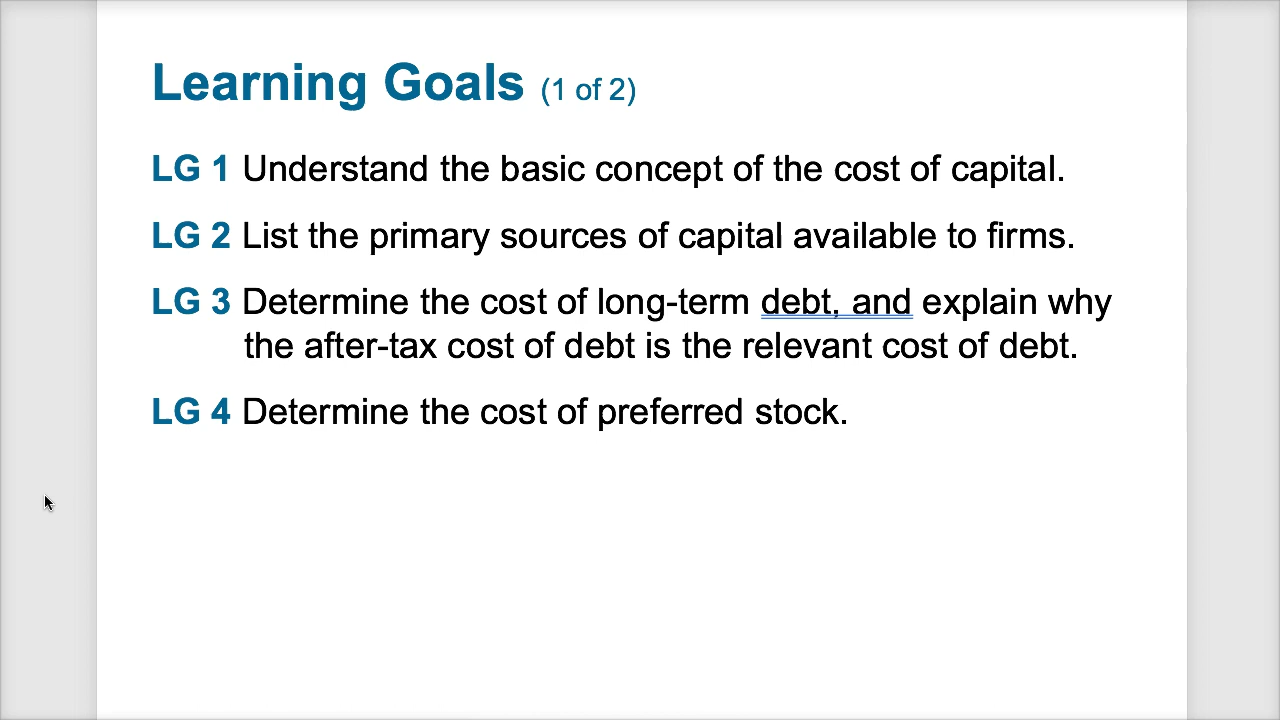 Learning Goals (1 of 2)
LG 1 Understand the basic concept of the cost of capital.
LG 2 List the primary sources of capital available to firms.
LG 3 Determine the cost of long-term debt, and explain why
the after-tax cost of debt is the relevant cost of debt.
LG 4 Determine the cost of preferred stock.